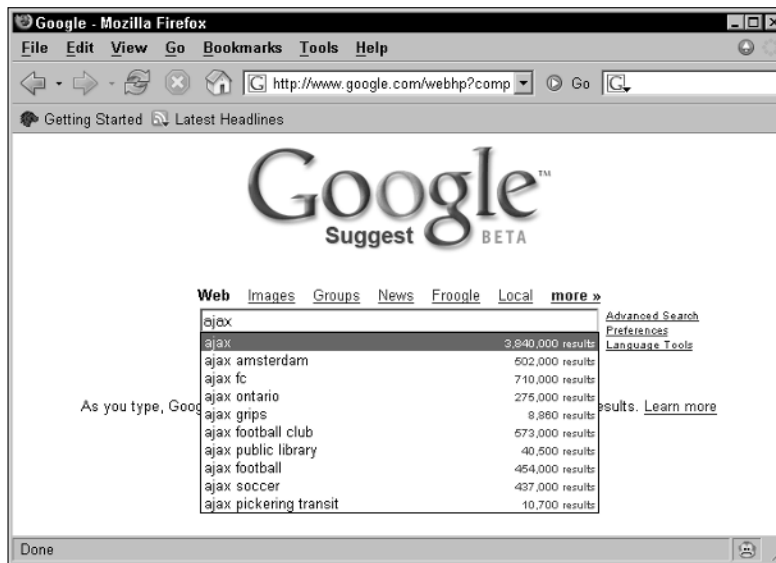 Google - Mozilla Firefox
File Edit View Go Bookmarks Tools Help
G http://www.google.com/webhp?comp Go G
Getting Started Latest Headlines
Google™
Suggest BETA
Web Images Groups News Froogle Local more »
ajax
Advanced Search
Preferences
Language Tools
ajax 3,840,000 results
ajax amsterdam 502,000 results
ajax fc 710,000 results
ajax ontario 275,000 results
ajax grips 8,860 results
As you type, Goog esults. Learn more
ajax football club 573,000 results
ajax public library 40,500 results
ajax football 454,000 results
ajax soccer 437,000 results
ajax pickering transit 10,700 results
Done